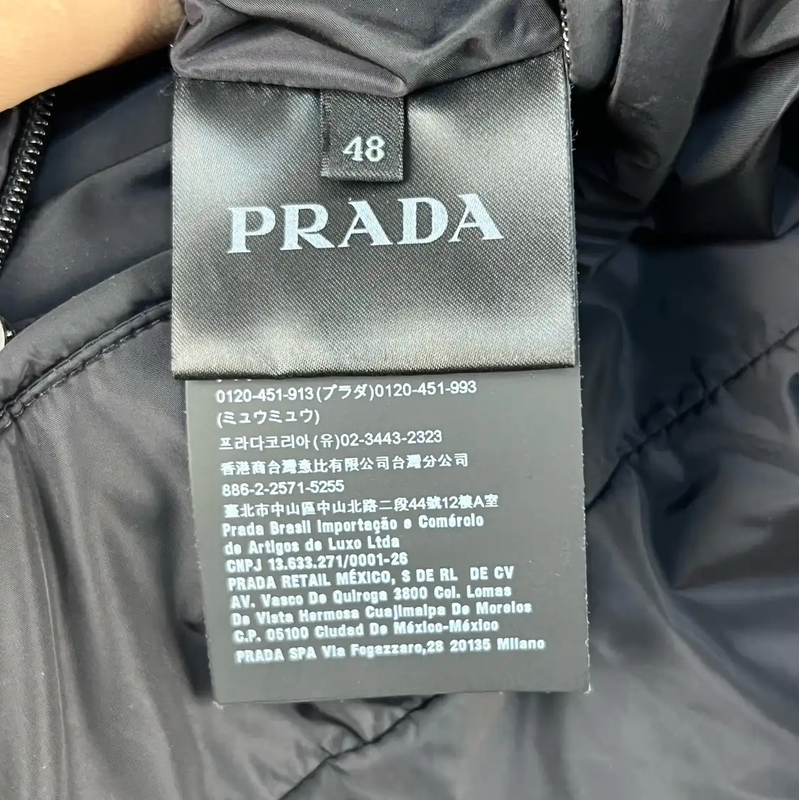 48
PRADA
0120-451-913(プラダ)0120-451-993
(ミュウミュウ)
프라다코리아(유)02-3443-2323
香港商台灣意比有限公司台灣分公司
886-2-2571-5255
臺北市中山區中山北路二段44號12樓A室
Prada Brasil Importação e Comércio
de Artigos de Luxo Ltda
CNPJ 13.633.271/0001-26
PRADA RETAIL MÉXICO, S DE RL DE CV
AV. Vasco De Quiroga 3800 Col. Lomas
De Vista Hermosa Cuajimalpa De Morelos
C.P. 05100 Ciudad De México-México
PRADA SPA Via Fogazzaro,28 20135 Milano